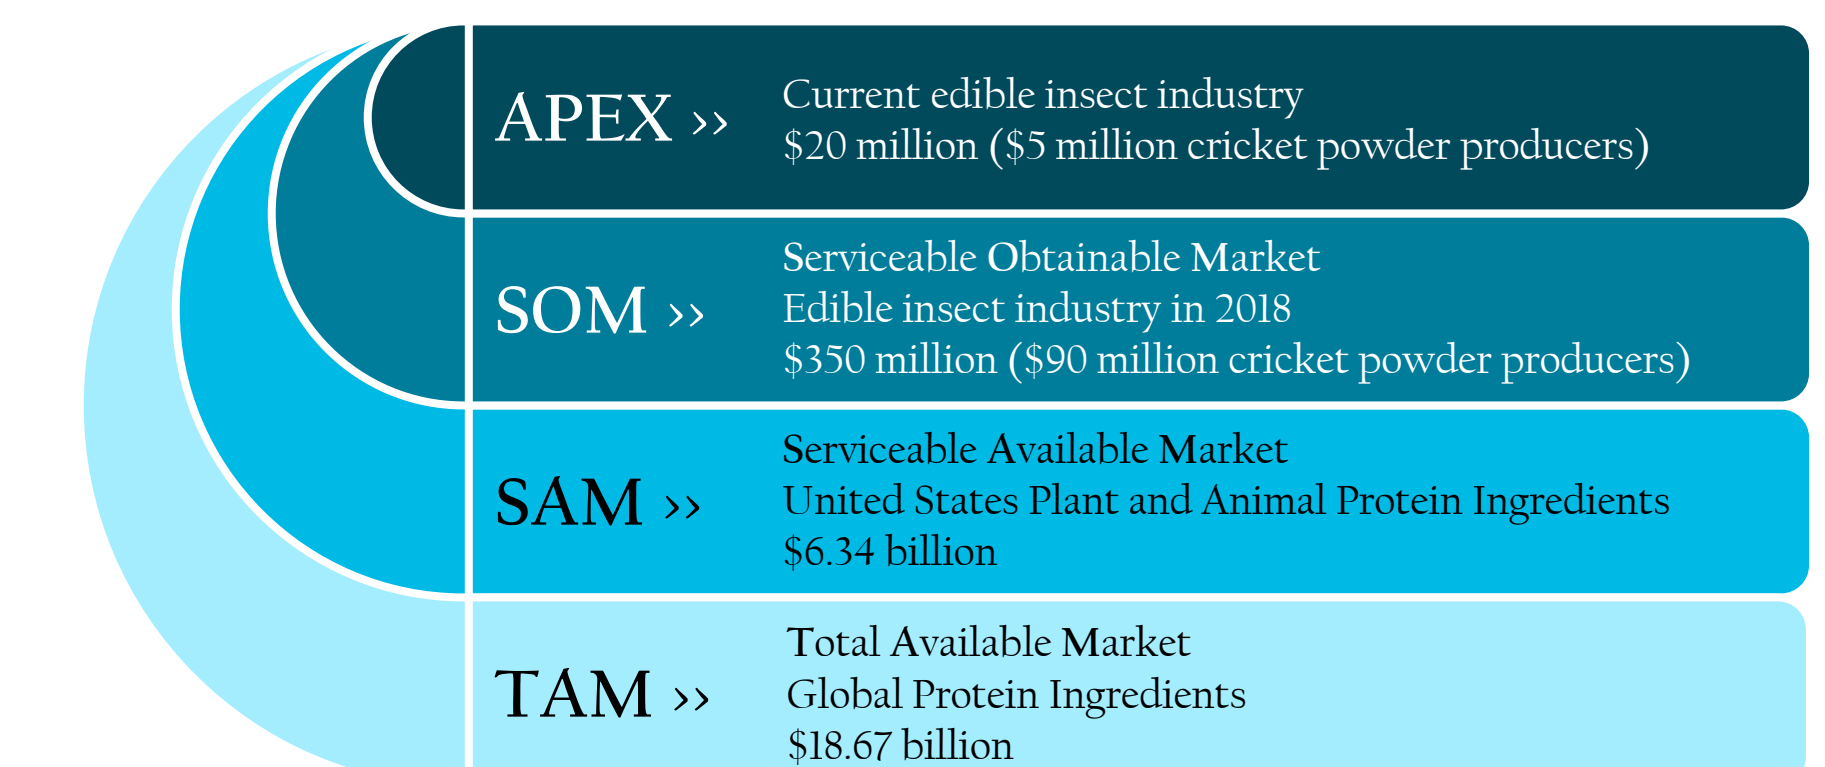 APEX >>
Current edible insect industry
$20 million ($5 million cricket powder producers)
SOM >>
Serviceable Obtainable Market
Edible insect industry in 2018
$350 million ($90 million cricket powder producers)
SAM >>
Serviceable Available Market
United States Plant and Animal Protein Ingredients
$6.34 billion
TAM >>
Total Available Market
Global Protein Ingredients
$18.67 billion